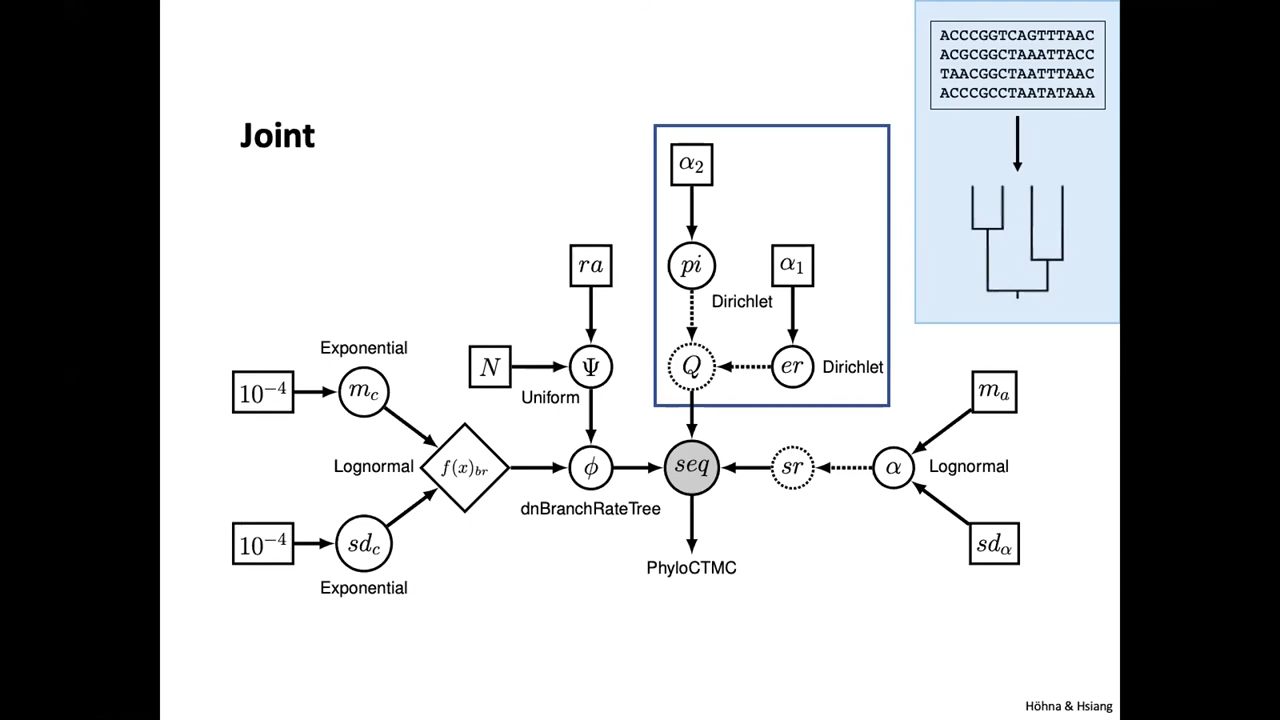 ACCCGGTCAGTTTAAC
ACGCGGCTAAATTACC
TAACGGCTAATTTAAC
ACCCGCCTAATATAAA
Joint
α₂
ra
pi
α₁
Dirichlet
Exponential
N
Ψ
Q
er
Dirichlet
Uniform
10⁻⁴
m_c
m_a
Lognormal
f(x)_br
ϕ
seq
sr
α
Lognormal
dnBranchRateTree
10⁻⁴
sd_c
sd_α
PhyloCTMC
Exponential
Höhna & Hsiang